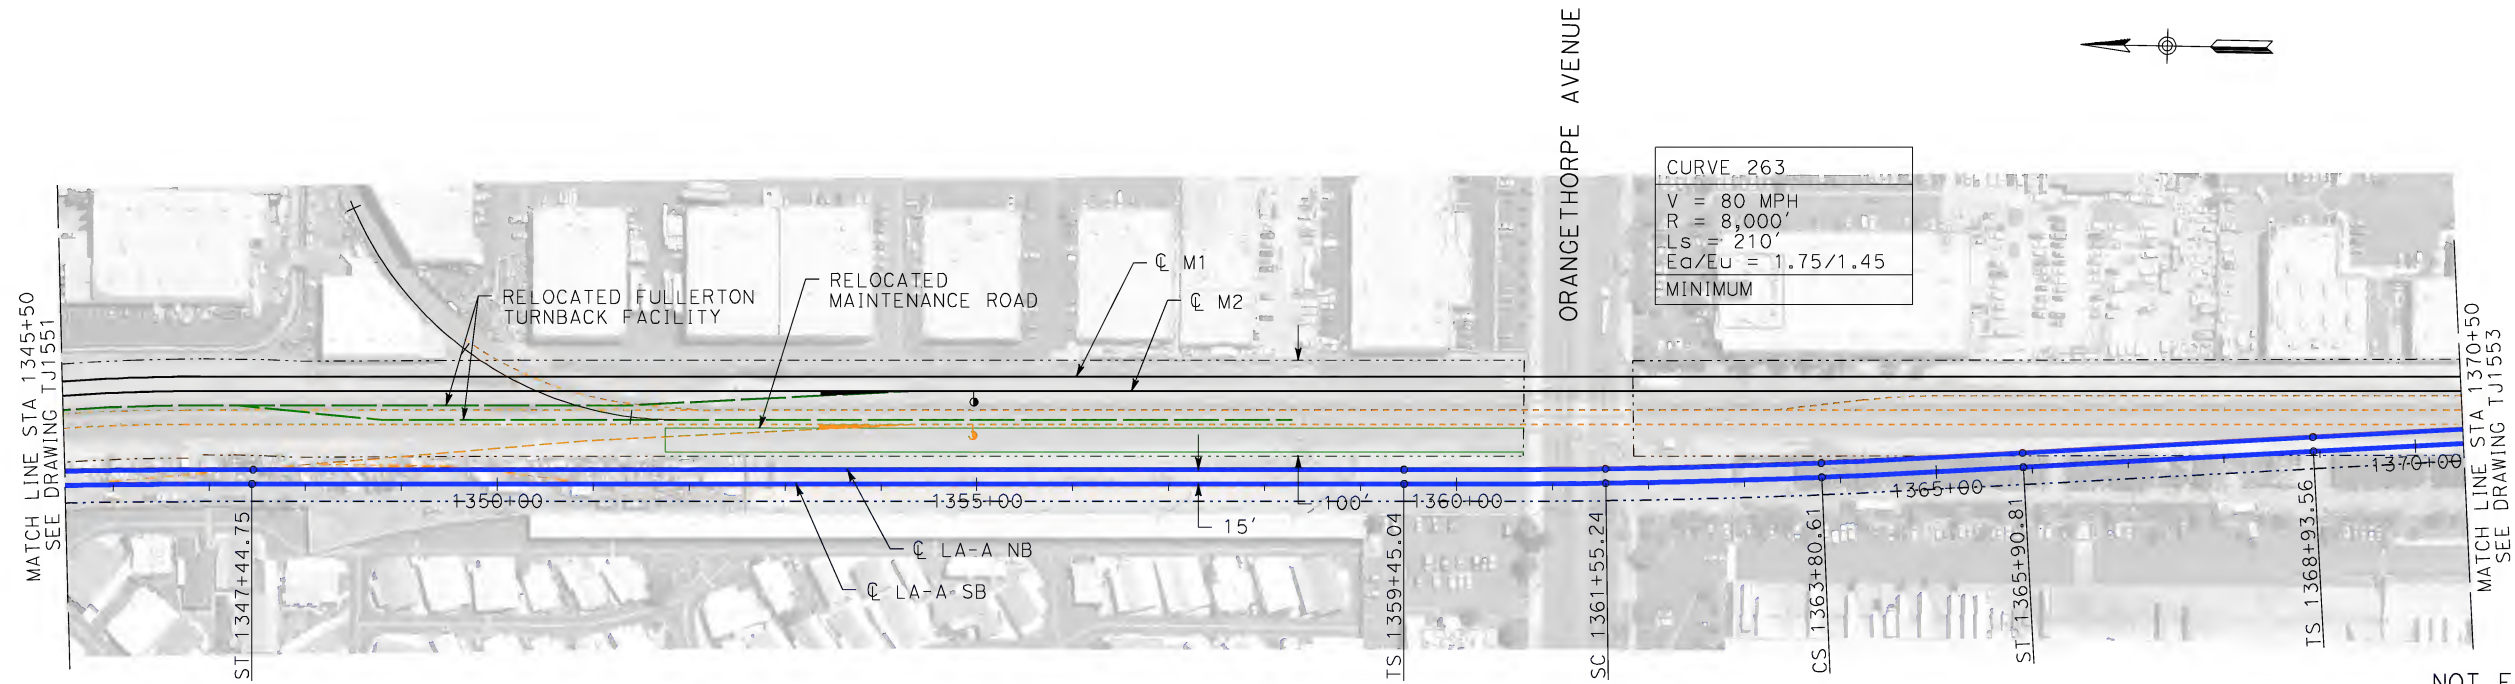 ORANGETHORPE AVENUE
CURVE 263
V = 80 MPH
R = 8,000'
Ls = 210'
Ea/Eu = 1.75/1.45
MINIMUM
℄ M1
℄ M2
RELOCATED
MAINTENANCE ROAD
RELOCATED FULLERTON
TURNBACK FACILITY
MATCH LINE STA 1345+50
SEE DRAWING TJ1551
MATCH LINE STA 1370+50
SEE DRAWING TJ1553
1350+00
1355+00
100'
1360+00
1365+00
1370+00
15'
℄ LA-A NB
℄ LA-A SB
ST 1347+44.75
TS 1359+45.04
SC 1361+55.24
CS 1363+80.61
ST 1365+90.81
TS 1368+93.56